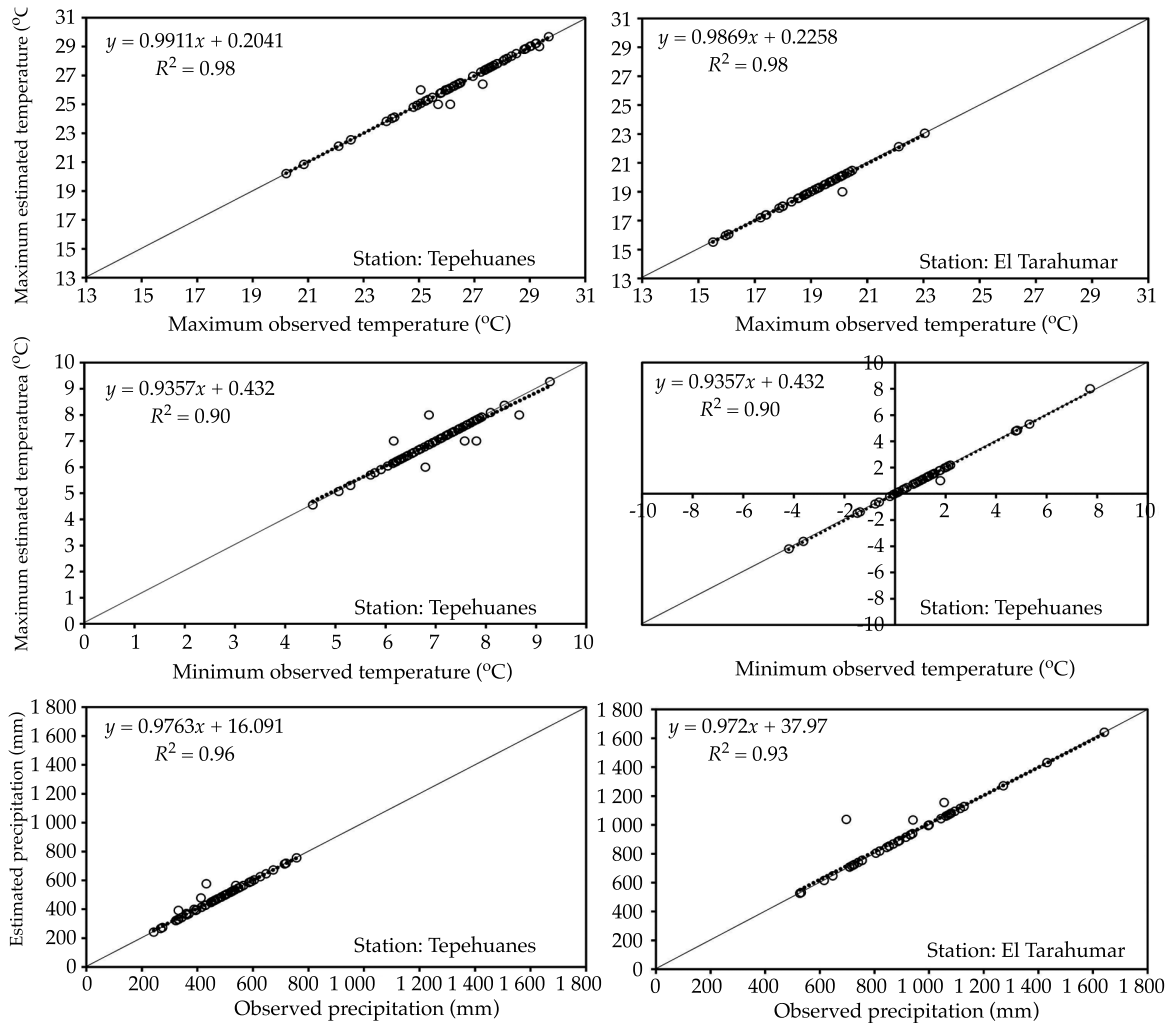 Maximum estimated temperature (ºC
31
29
27
25
23
21
19
17
15
13
y = 0.9911x + 0.2041
R² = 0.98
Station: Tepehuanes
13 15 17 19 21 23 25 27 29 31
Maximum observed temperature (ºC)
31
29
27
25
23
21
19
17
15
13
y = 0.9869x + 0.2258
R² = 0.98
Station: El Tarahumar
13 15 17 19 21 23 25 27 29 31
Maximum observed temperature (ºC)
Maximum estimated temperaturea (ºC)
10
9
8
7
6
5
4
3
2
1
0
y = 0.9357x + 0.432
R² = 0.90
Station: Tepehuanes
0 1 2 3 4 5 6 7 8 9 10
Minimum observed temperature (ºC)
y = 0.9357x + 0.432
R² = 0.90
10
8
6
4
2
-10 -8 -6 -4 -2 2 4 6 8 10
-2
-4
-6
-8
-10
Station: Tepehuanes
Minimum observed temperature (ºC)
Estimated precipitation (mm)
1 800
1 600
1 400
1 200
1 000
800
600
400
200
0
y = 0.9763x + 16.091
R² = 0.96
Station: Tepehuanes
0 200 400 600 800 1 000 1 200 1 400 1 600 1 800
Observed precipitation (mm)
1 800
1 600
1 400
1 200
1 000
800
600
400
200
0
y = 0.972x + 37.97
R² = 0.93
Station: El Tarahumar
0 200 400 600 800 1 000 1 200 1 400 1 600 1 800
Observed precipitation (mm)